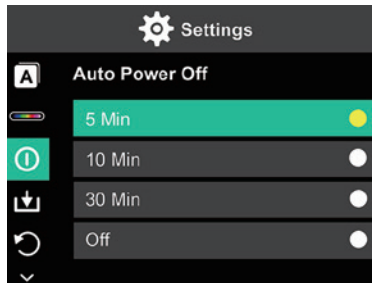 Settings
A
Auto Power Off
5 Min
10 Min
30 Min
Off